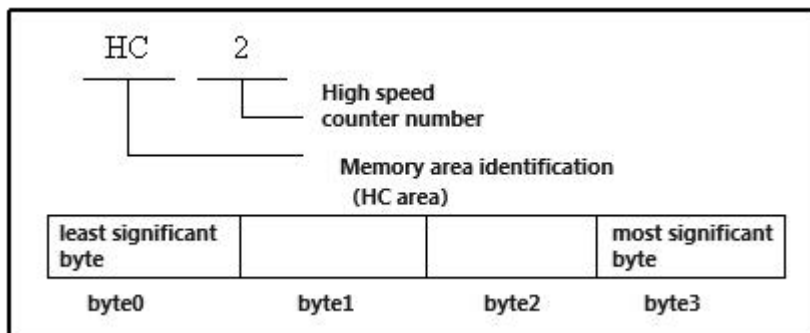 HC 2
High speed
counter number
Memory area identification
(HC area)
least significant most significant
byte byte
byte0 byte1 byte2 byte3